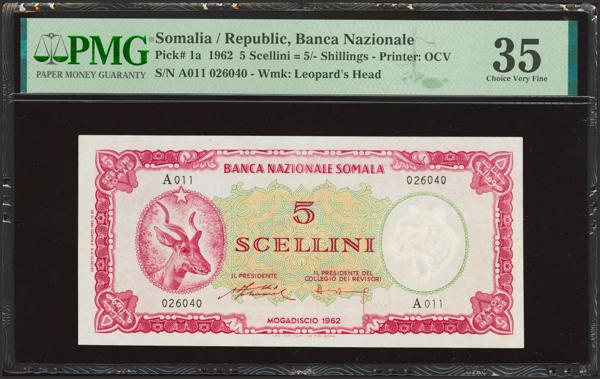 PMG
PAPER MONEY GUARANTY
Somalia / Republic, Banca Nazionale
Pick# 1a 1962 5 Scellini = 5/- Shillings - Printer: OCV
S/N A011 026040 - Wmk: Leopard's Head
35
Choice Very Fine
BANCA NAZIONALE SOMALA
A 011
026040
5
SCELLINI
IL PRESIDENTE
IL PRESIDENTE DEL
COLLEGIO DEI REVISORI
026040
A 011
MOGADISCIO 1962